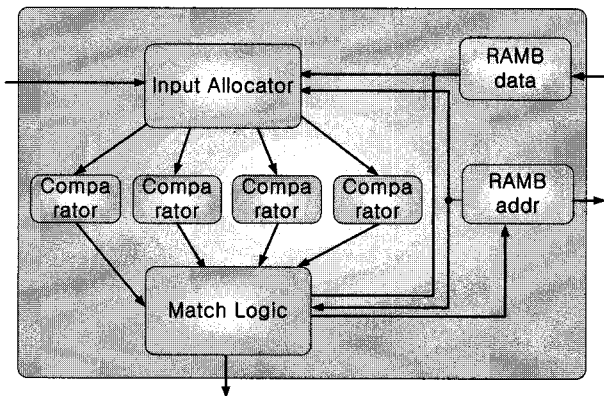 Input Allocator
RAMB
data
Compa
rator
Compa
rator
Compa
rator
Compa
rator
RAMB
addr
Match Logic